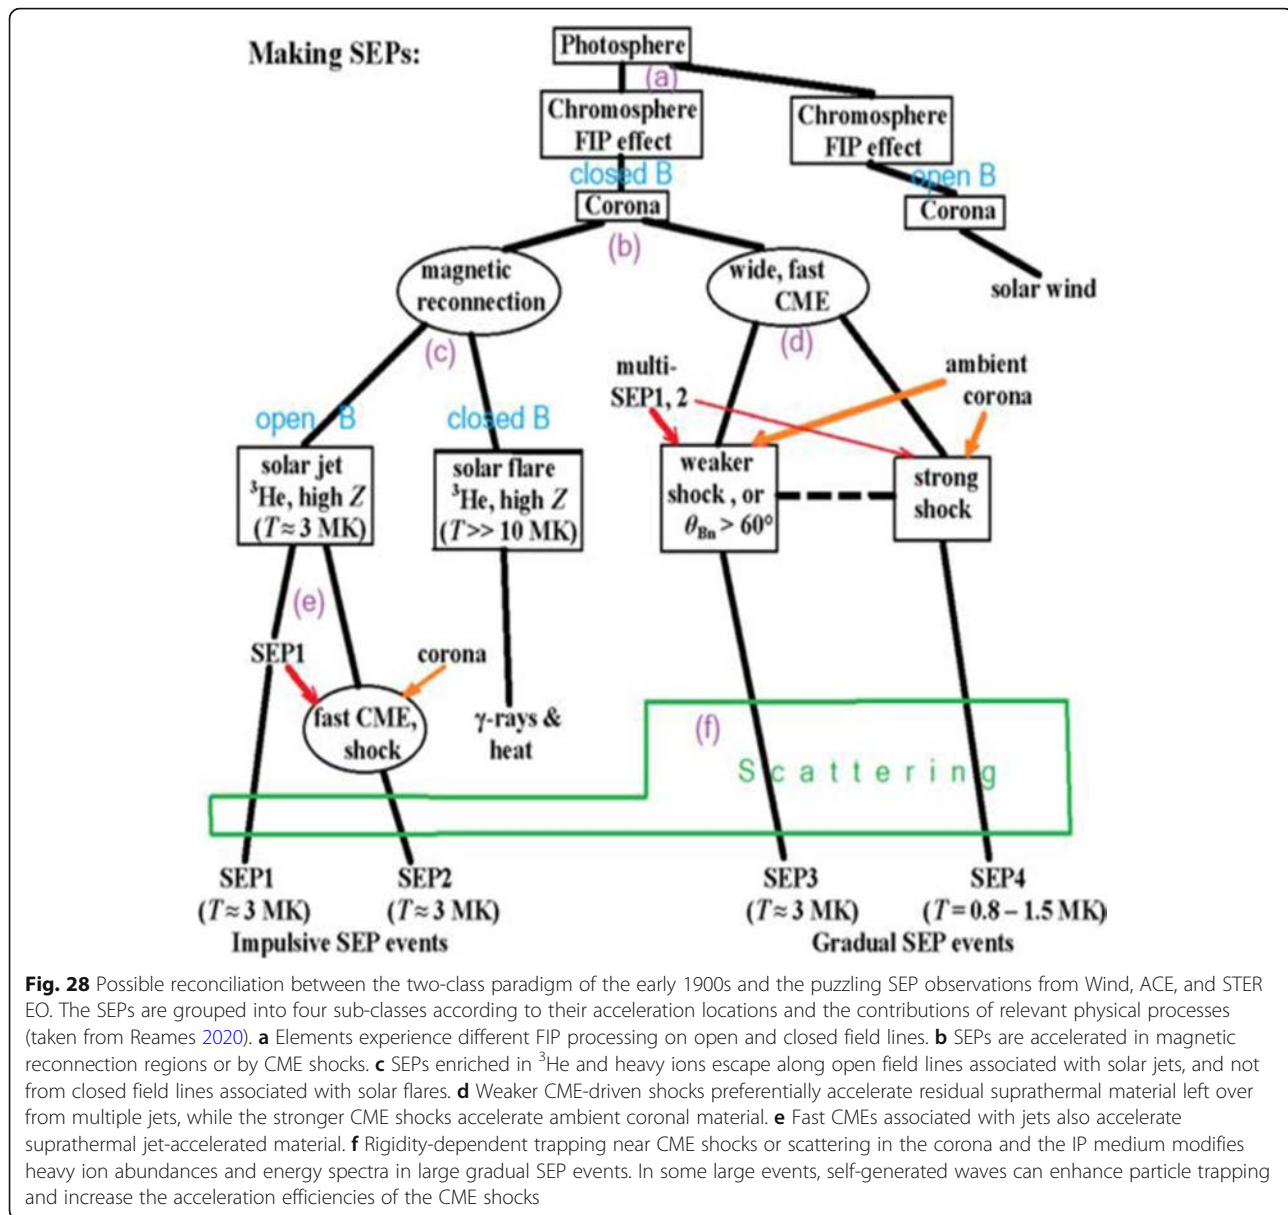 Making SEPs:
Photosphere
(a)
Chromosphere
FIP effect
Chromosphere
FIP effect
closed B
open B
Corona
Corona
(b)
solar wind
magnetic
reconnection
wide, fast
CME
(c)
(d)
multi-
SEP1, 2
ambient
corona
open B
closed B
solar jet
³He, high Z
(T≈ 3 MK)
solar flare
³He, high Z
(T>> 10 MK)
weaker
shock , or
θBn > 60°
strong
shock
(e)
SEP1
corona
fast CME,
shock
γ-rays &
heat
(f)
Scattering
SEP1
(T≈ 3 MK)
SEP2
(T≈ 3 MK)
SEP3
(T≈ 3 MK)
SEP4
(T= 0.8 – 1.5 MK)
Impulsive SEP events
Gradual SEP events
Fig. 28 Possible reconciliation between the two-class paradigm of the early 1900s and the puzzling SEP observations from Wind, ACE, and STER
EO. The SEPs are grouped into four sub-classes according to their acceleration locations and the contributions of relevant physical processes
(taken from Reames 2020). a Elements experience different FIP processing on open and closed field lines. b SEPs are accelerated in magnetic
reconnection regions or by CME shocks. c SEPs enriched in ³He and heavy ions escape along open field lines associated with solar jets, and not
from closed field lines associated with solar flares. d Weaker CME-driven shocks preferentially accelerate residual suprathermal material left over
from multiple jets, while the stronger CME shocks accelerate ambient coronal material. e Fast CMEs associated with jets also accelerate
suprathermal jet-accelerated material. f Rigidity-dependent trapping near CME shocks or scattering in the corona and the IP medium modifies
heavy ion abundances and energy spectra in large gradual SEP events. In some large events, self-generated waves can enhance particle trapping
and increase the acceleration efficiencies of the CME shocks